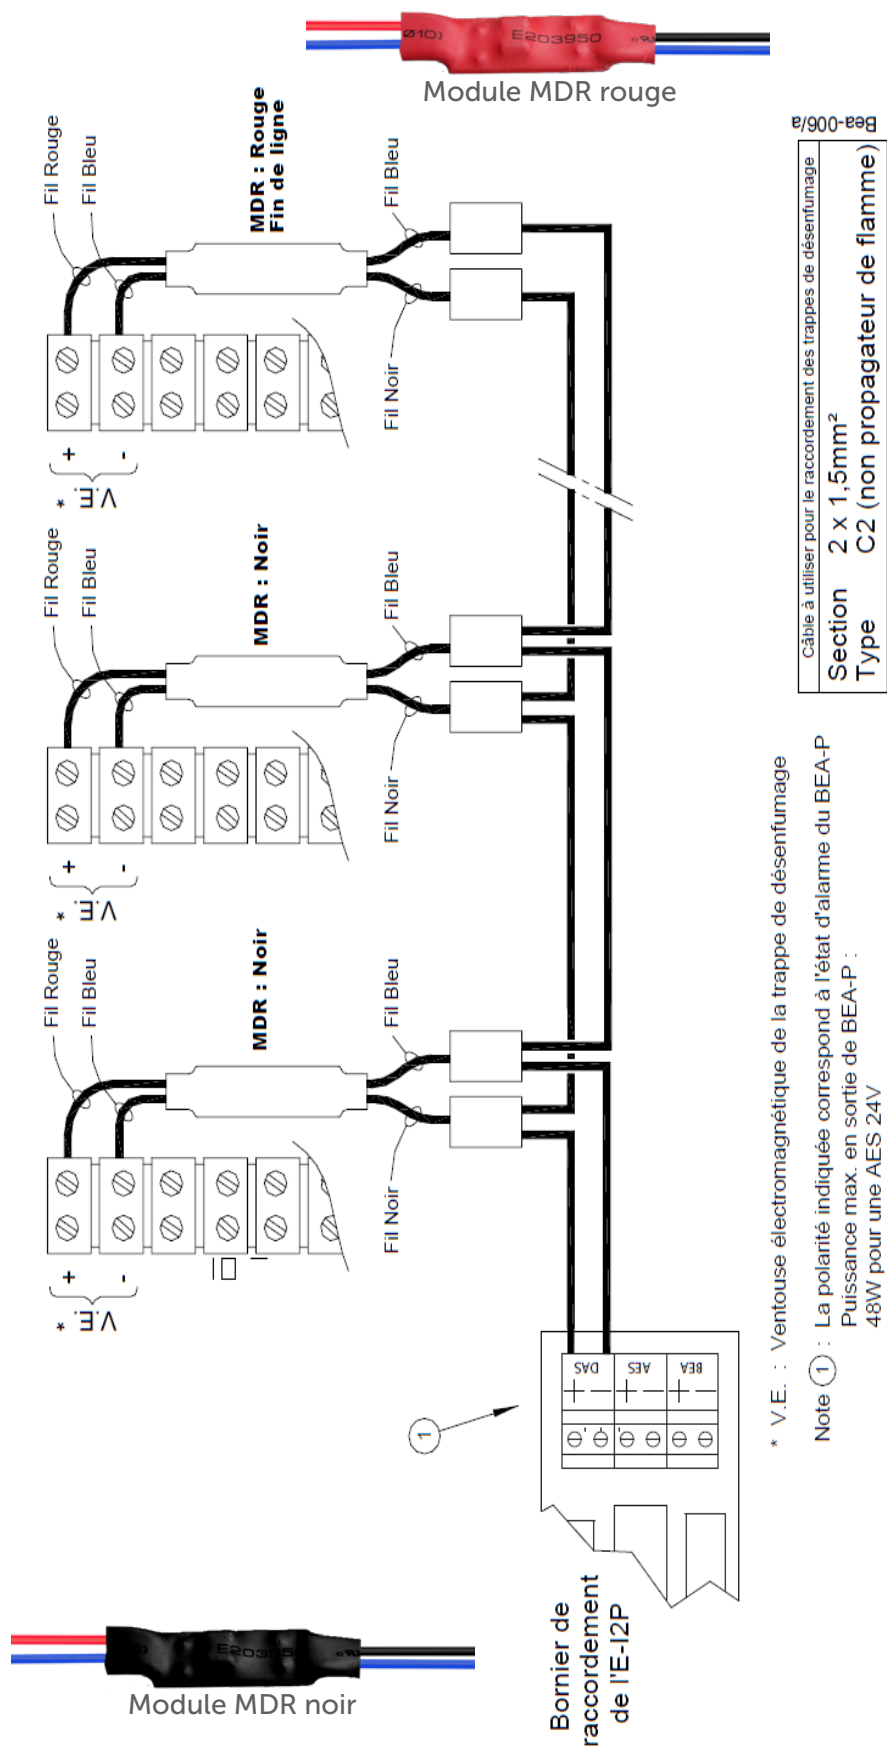 Ø10)
E203950
Module MDR rouge
Bea-006/a
Câble à utiliser pour le raccordement des trappes de désenfumage
Section 2 x 1,5mm²
Type C2 (non propagateur de flamme)
Fil Rouge
Fil Bleu
MDR : Rouge
Fin de ligne
Fil Bleu
Fil Noir
+
-
V.E.
*
Fil Rouge
Fil Bleu
MDR : Noir
Fil Bleu
Fil Noir
+
-
V.E.
*
Fil Rouge
Fil Bleu
MDR : Noir
Fil Bleu
Fil Noir
+
-
V.E.
*
1
DAS
+ -
AES
+ -
BEA
+ -
Bornier de
raccordement
de l'E-I2P
* V.E. : Ventouse électromagnétique de la trappe de désenfumage
Note 1 : La polarité indiquée correspond à l'état d'alarme du BEA-P
Puissance max. en sortie de BEA-P :
48W pour une AES 24V
Module MDR noir